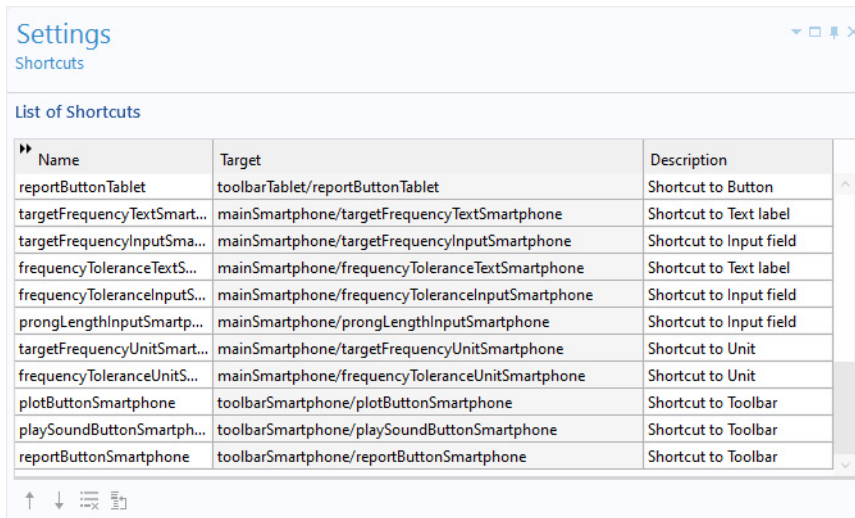 Settings
Shortcuts
List of Shortcuts
Name Target Description
reportButtonTablet toolbarTablet/reportButtonTablet Shortcut to Button
targetFrequencyTextSmart... mainSmartphone/targetFrequencyTextSmartphone Shortcut to Text label
targetFrequencyInputSma... mainSmartphone/targetFrequencyInputSmartphone Shortcut to Input field
frequencyToleranceTextS... mainSmartphone/frequencyToleranceTextSmartphone Shortcut to Text label
frequencyToleranceInputS... mainSmartphone/frequencyToleranceInputSmartphone Shortcut to Input field
prongLengthInputSmartp... mainSmartphone/prongLengthInputSmartphone Shortcut to Input field
targetFrequencyUnitSmart... mainSmartphone/targetFrequencyUnitSmartphone Shortcut to Unit
frequencyToleranceUnitS... mainSmartphone/frequencyToleranceUnitSmartphone Shortcut to Unit
plotButtonSmartphone toolbarSmartphone/plotButtonSmartphone Shortcut to Toolbar
playSoundButtonSmartph... toolbarSmartphone/playSoundButtonSmartphone Shortcut to Toolbar
reportButtonSmartphone toolbarSmartphone/reportButtonSmartphone Shortcut to Toolbar